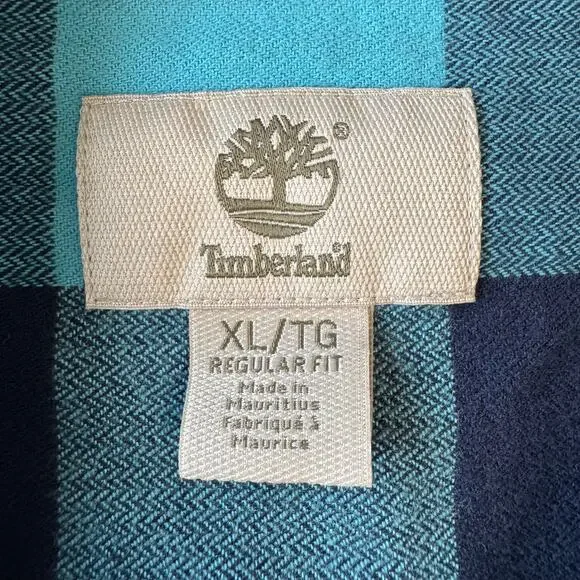 ®
Timberland®
XL/TG
REGULAR FIT
Made in
Mauritius
Fabriqué à
Maurice